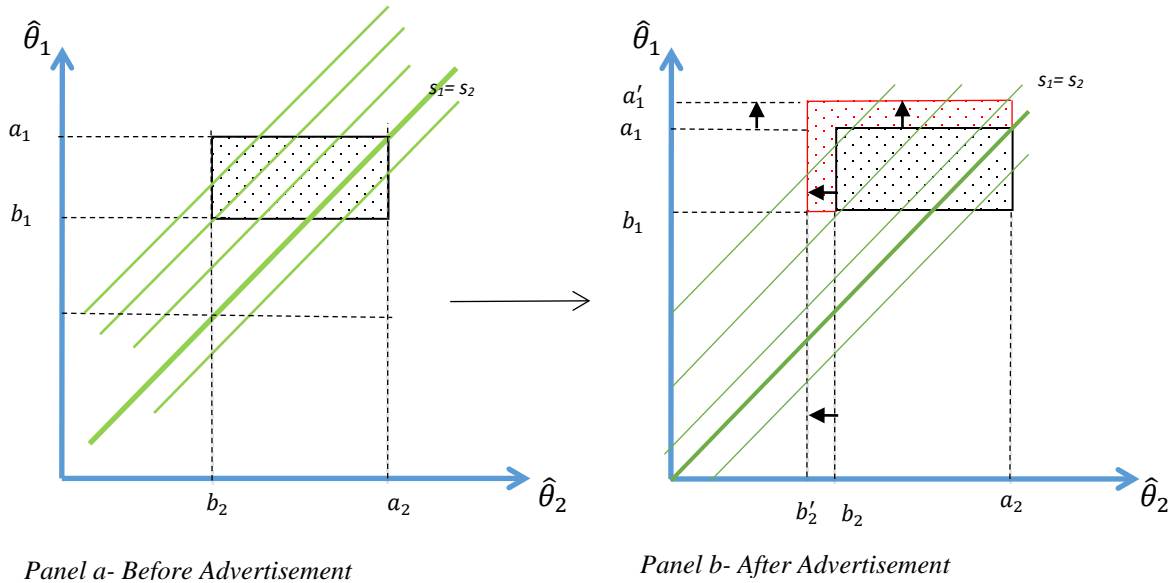 θ̂₁
s₁= s₂
a₁
b₁
b₂
a₂
θ̂₂
Panel a- Before Advertisement
θ̂₁
s₁= s₂
a′₁
a₁
b₁
b′₂
b₂
a₂
θ̂₂
Panel b- After Advertisement